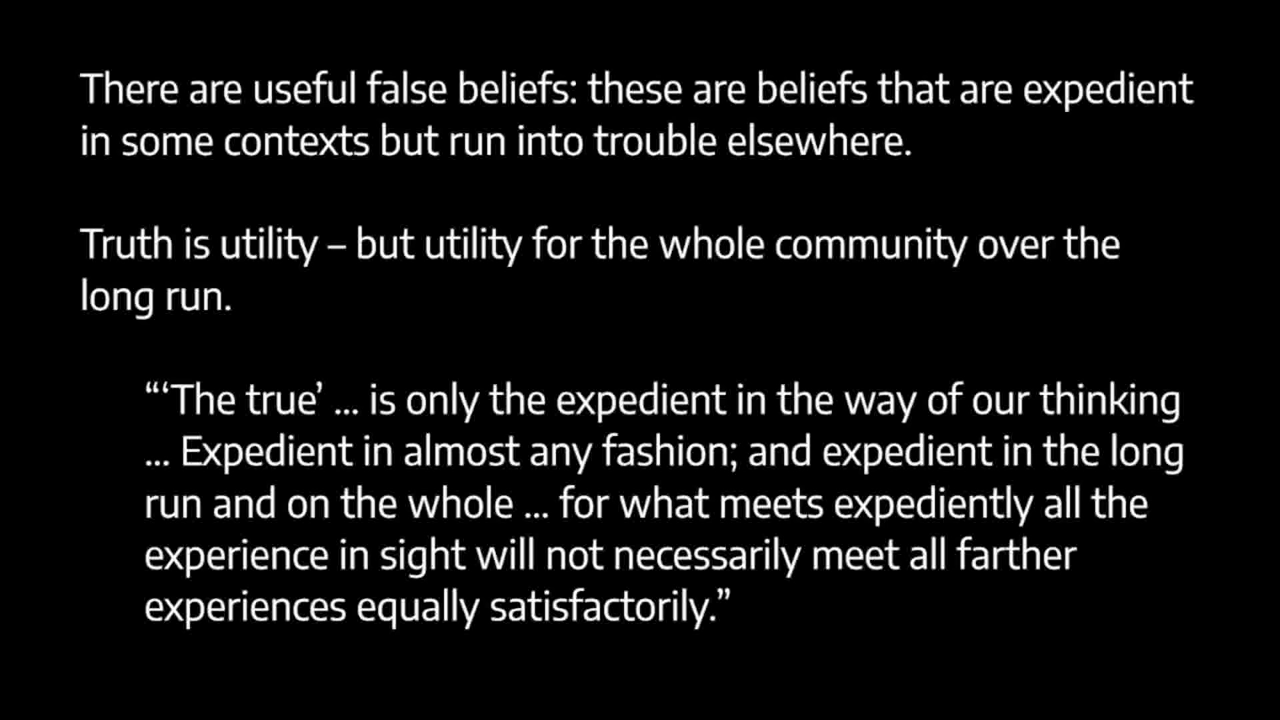 There are useful false beliefs: these are beliefs that are expedient
in some contexts but run into trouble elsewhere.
Truth is utility – but utility for the whole community over the
long run.
“‘The true’ ... is only the expedient in the way of our thinking
... Expedient in almost any fashion; and expedient in the long
run and on the whole ... for what meets expediently all the
experience in sight will not necessarily meet all farther
experiences equally satisfactorily.”